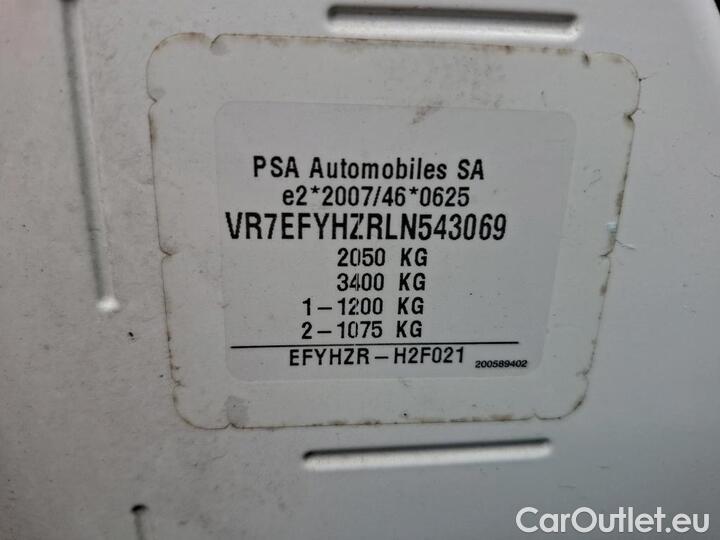 PSA Automobiles SA
e2*2007/46*0625
VR7EFYHZRLN543069
2050 KG
3400 KG
1-1200 KG
2-1075 KG
EFYHZR-H2F021
200589402
CarOutlet.eu